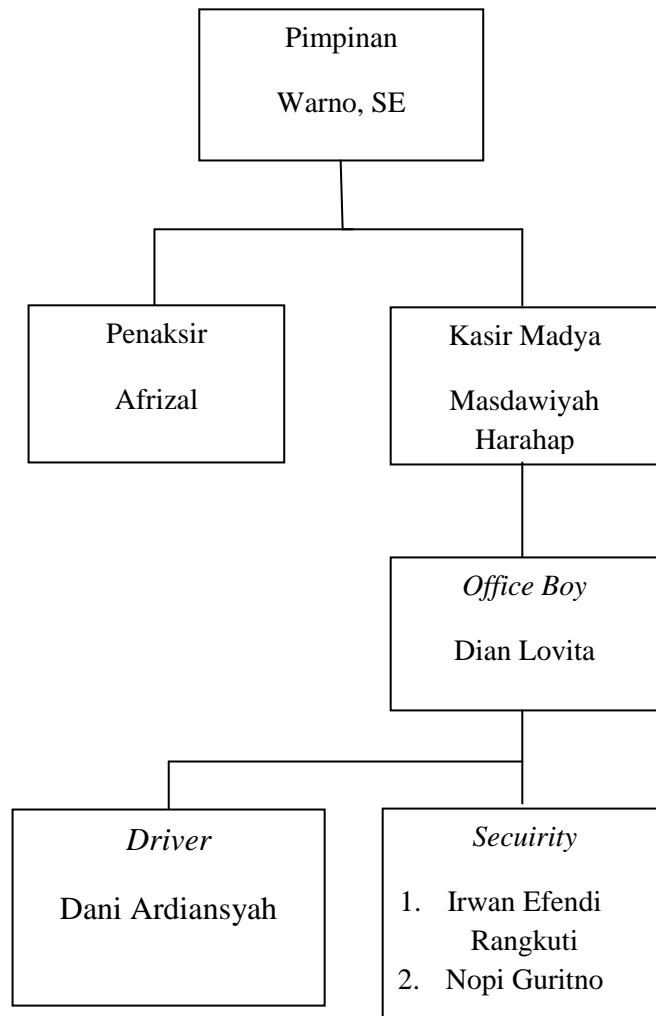 Pimpinan
Warno, SE
Penaksir
Afrizal
Kasir Madya
Masdawiyah
Harahap
Office Boy
Dian Lovita
Driver
Dani Ardiansyah
Secuirity
1. Irwan Efendi
Rangkuti
2. Nopi Guritno